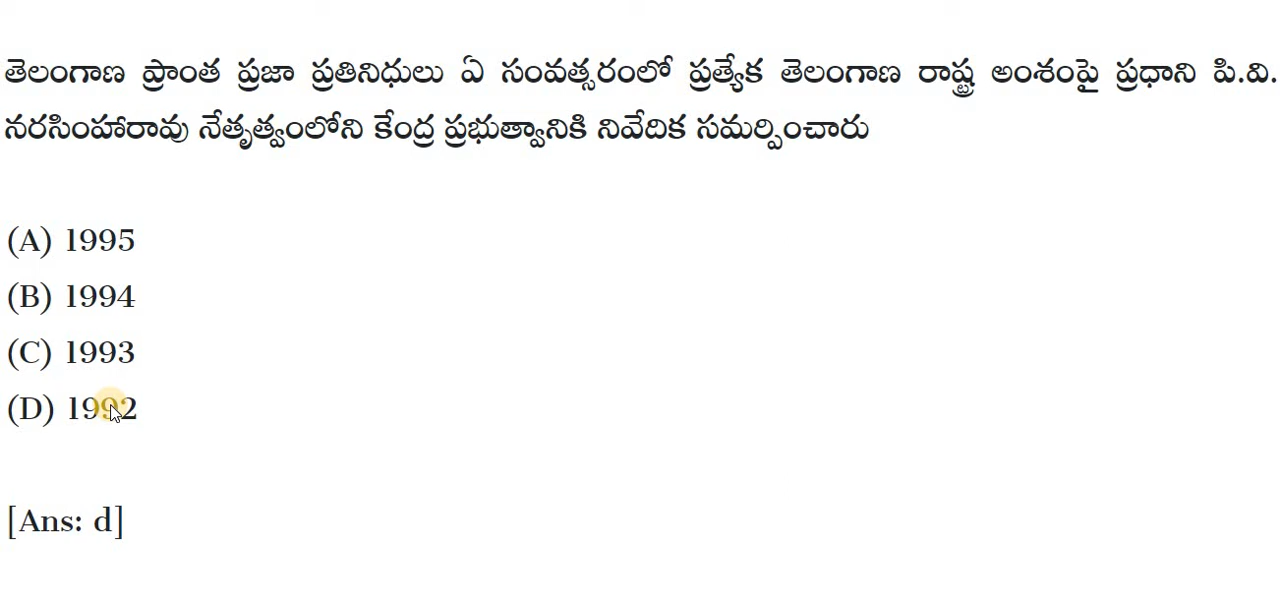 తెలంగాణ ప్రాంత ప్రజా ప్రతినిధులు ఏ సంవత్సరంలో ప్రత్యేక తెలంగాణ రాష్ట్ర అంశంపై ప్రధాని పి.వి.
నరసింహారావు నేతృత్వంలోని కేంద్ర ప్రభుత్వానికి నివేదిక సమర్పించారు
(A) 1995
(B) 1994
(C) 1993
(D) 1992
[Ans: d]